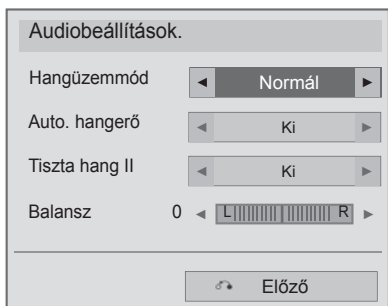 Audiobeállítások.
Hangüzemmód ◄ Normál ►
Auto. hangerő ◄ Ki ►
Tiszta hang II ◄ Ki ►
Balansz 0 ◄ L R ►
Előző